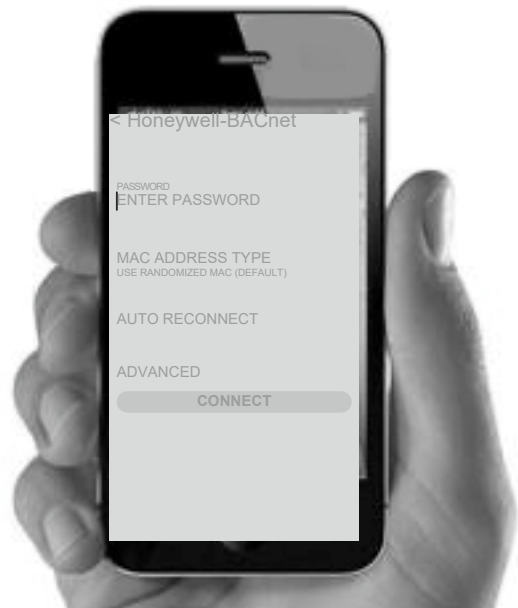 < Honeywell-BACnet
PASSWORD
ENTER PASSWORD
MAC ADDRESS TYPE
USE RANDOMIZED MAC (DEFAULT)
AUTO RECONNECT
ADVANCED
CONNECT